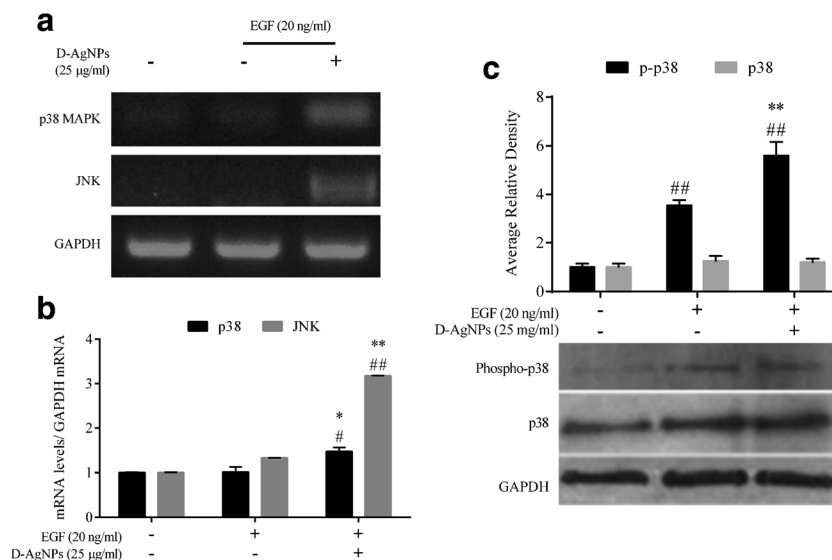 a
EGF (20 ng/ml)
D-AgNPs
(25 μg/ml)
- - +
p38 MAPK
JNK
GAPDH
b
p38 JNK
mRNA levels/ GAPDH mRNA
4
3
2
1
0
*
#
**
##
EGF (20 ng/ml) - + +
D-AgNPs (25 μg/ml) - - +
c
p-p38 p38
Average Relative Density
8
6
4
2
0
##
**
##
EGF (20 ng/ml) - + +
D-AgNPs (25 mg/ml) - - +
Phospho-p38
p38
GAPDH